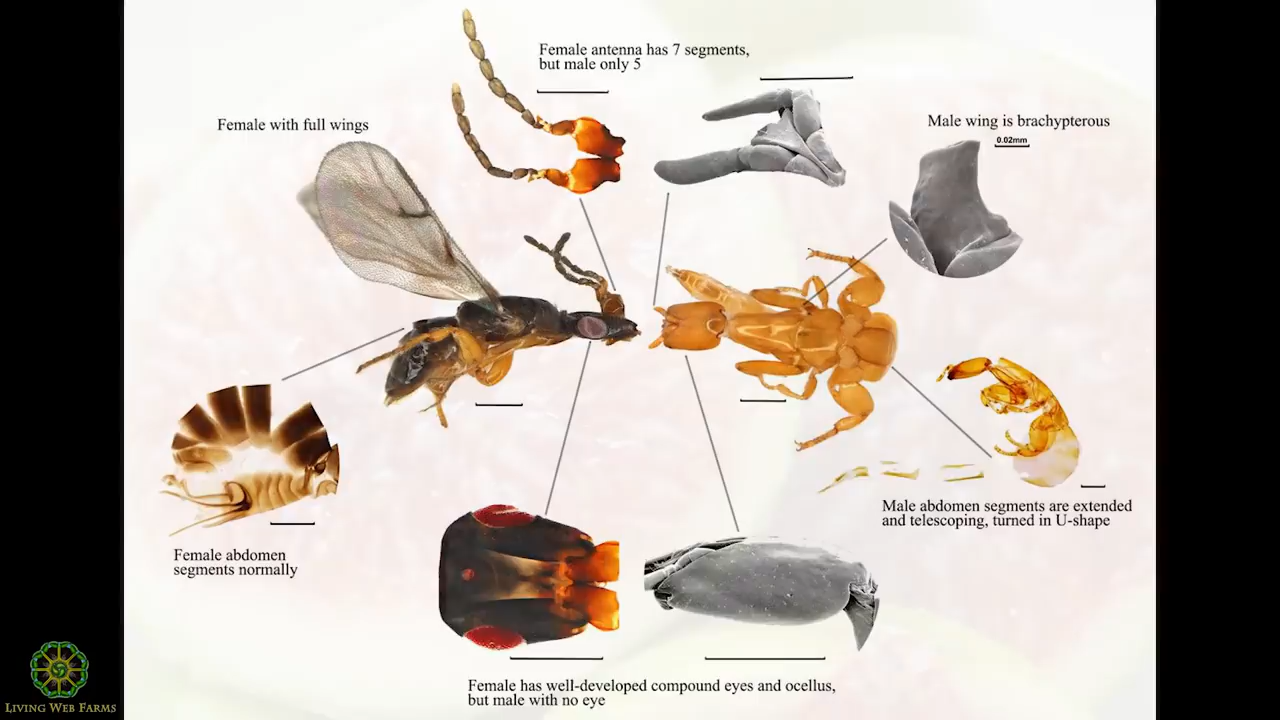 Female antenna has 7 segments,
but male only 5
Female with full wings
Male wing is brachypterous
0.02mm
Male abdomen segments are extended
and telescoping, turned in U-shape
Female abdomen
segments normally
Female has well-developed compound eyes and ocellus,
but male with no eye
LIVING WEB FARMS